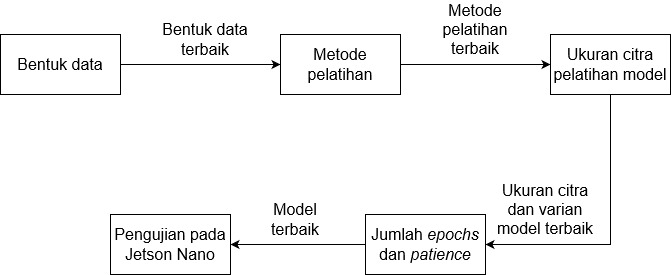 Bentuk data
Bentuk data
terbaik
Metode
pelatihan
Metode
pelatihan
terbaik
Ukuran citra
pelatihan model
Ukuran citra
dan varian
model terbaik
Jumlah epochs
dan patience
Model
terbaik
Pengujian pada
Jetson Nano